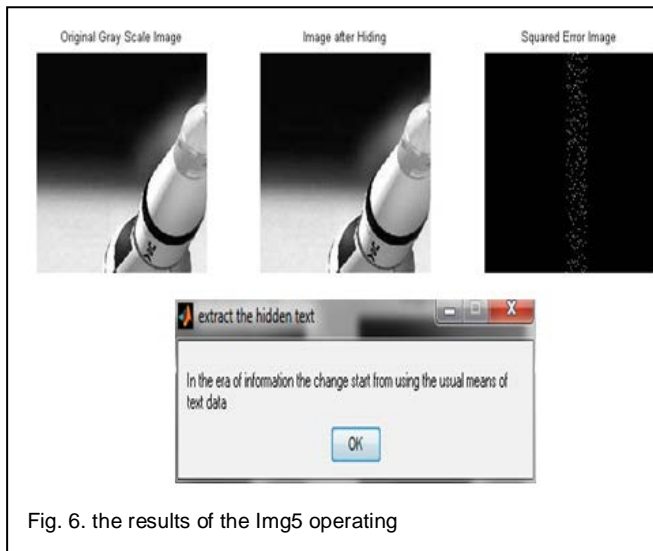 Original Gray Scale Image
Image after Hiding
Squared Error Image
extract the hidden text
X
In the era of information the change start from using the usual means of
text data
OK
Fig. 6. the results of the Img5 operating